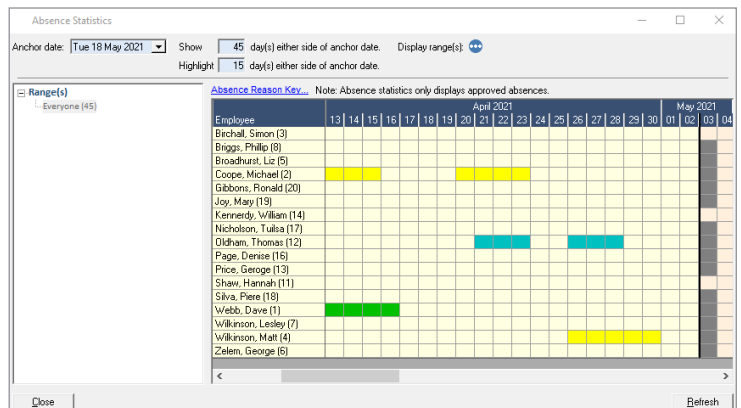 Absence Statistics
Anchor date: Tue 18 May 2021 Show 45 day(s) either side of anchor date. Display range(s):
Highlight 15 day(s) either side of anchor date.
Range(s)
Everyone (45)
Absence Reason Key... Note: Absence statistics only displays approved absences.
April 2021 May 2021
Employee 13 14 15 16 17 18 19 20 21 22 23 24 25 26 27 28 29 30 01 02 03 04
Birchall, Simon (3)
Briggs, Phillip (8)
Broadhurst, Liz (5)
Coope, Michael (2)
Gibbons, Ronald (20)
Joy, Mary (19)
Kennerdy, William (14)
Nicholson, Tuilsa (17)
Oldham, Thomas (12)
Page, Denise (16)
Price, Geroge (13)
Shaw, Hannah (11)
Silva, Piere (18)
Webb, Dave (1)
Wilkinson, Lesley (7)
Wilkinson, Matt (4)
Zelem, George (6)
Close Refresh